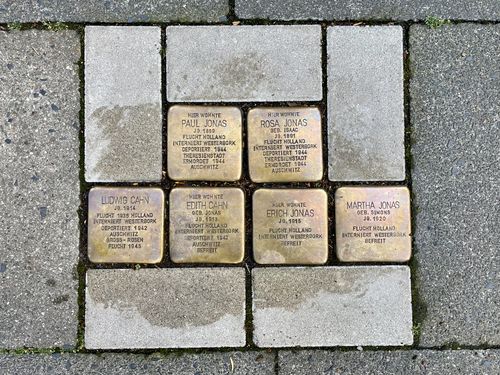 HIER WOHNTE
PAUL JONAS
JG. 1889
FLUCHT HOLLAND
INTERNIERT WESTERBORK
DEPORTIERT 1944
THERESIENSTADT
ERMORDET 1944
AUSCHWITZ
HIER WOHNTE
ROSA JONAS
GEB. ISAAC
JG. 1891
FLUCHT HOLLAND
INTERNIERT WESTERBORK
DEPORTIERT 1944
THERESIENSTADT
ERMORDET 1944
AUSCHWITZ
LUDWIG CAHN
JG. 1914
FLUCHT 1938 HOLLAND
INTERNIERT WESTERBORK
DEPORTIERT 1942
AUSCHWITZ
GROSS-ROSEN
FLUCHT 1945
HIER WOHNTE
EDITH CAHN
GEB. JONAS
JG. 1913
FLUCHT HOLLAND
INTERNIERT WESTERBORK
DEPORTIERT 1942
AUSCHWITZ
BEFREIT
HIER WOHNTE
ERICH JONAS
JG. 1915
FLUCHT HOLLAND
INTERNIERT WESTERBORK
BEFREIT
MARTHA JONAS
GEB. SIMONS
JG. 1920
FLUCHT HOLLAND
INTERNIERT WESTERBORK
BEFREIT